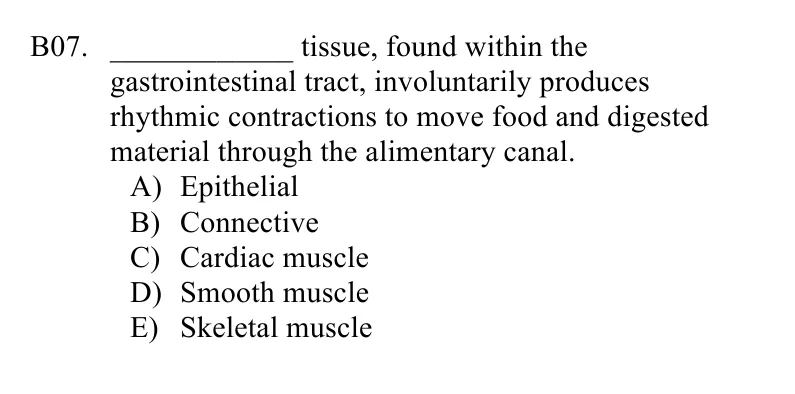 B07. _____________ tissue, found within the
gastrointestinal tract, involuntarily produces
rhythmic contractions to move food and digested
material through the alimentary canal.
A) Epithelial
B) Connective
C) Cardiac muscle
D) Smooth muscle
E) Skeletal muscle